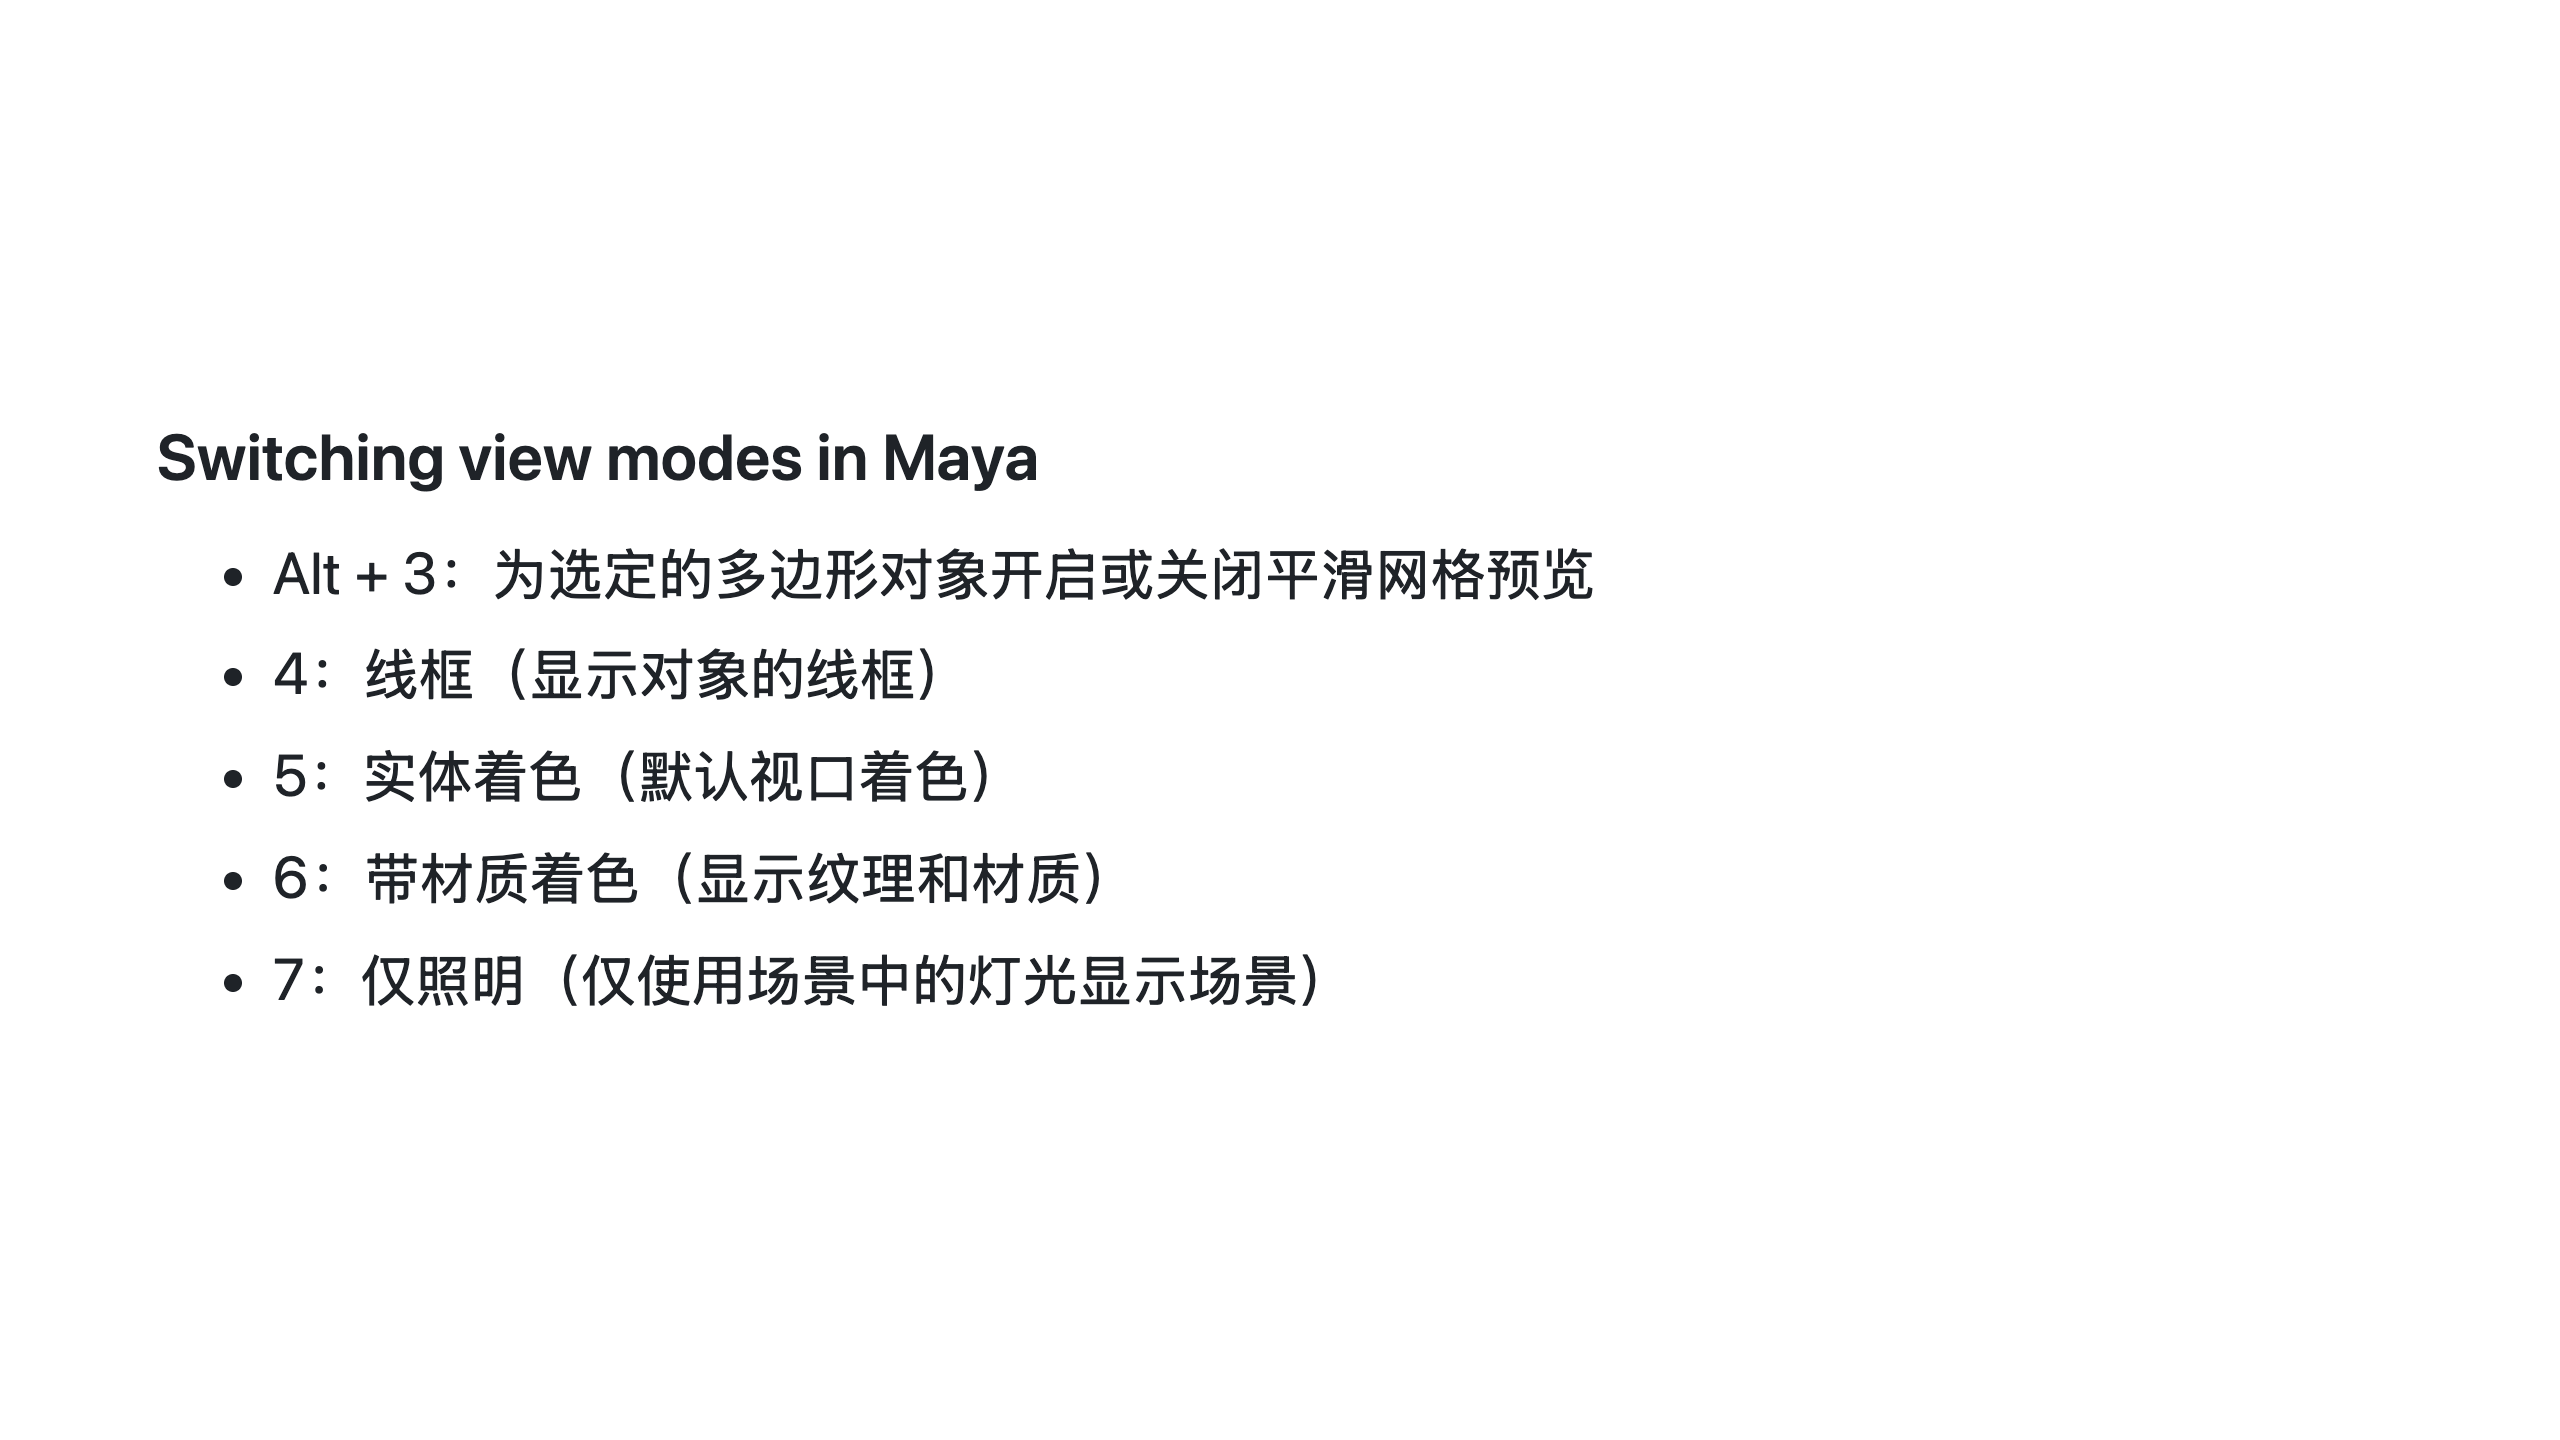 Switching view modes in Maya
• Alt + 3：为选定的多边形对象开启或关闭平滑网格预览
• 4：线框（显示对象的线框）
• 5：实体着色（默认视口着色）
• 6：带材质着色（显示纹理和材质）
• 7：仅照明（仅使用场景中的灯光显示场景）